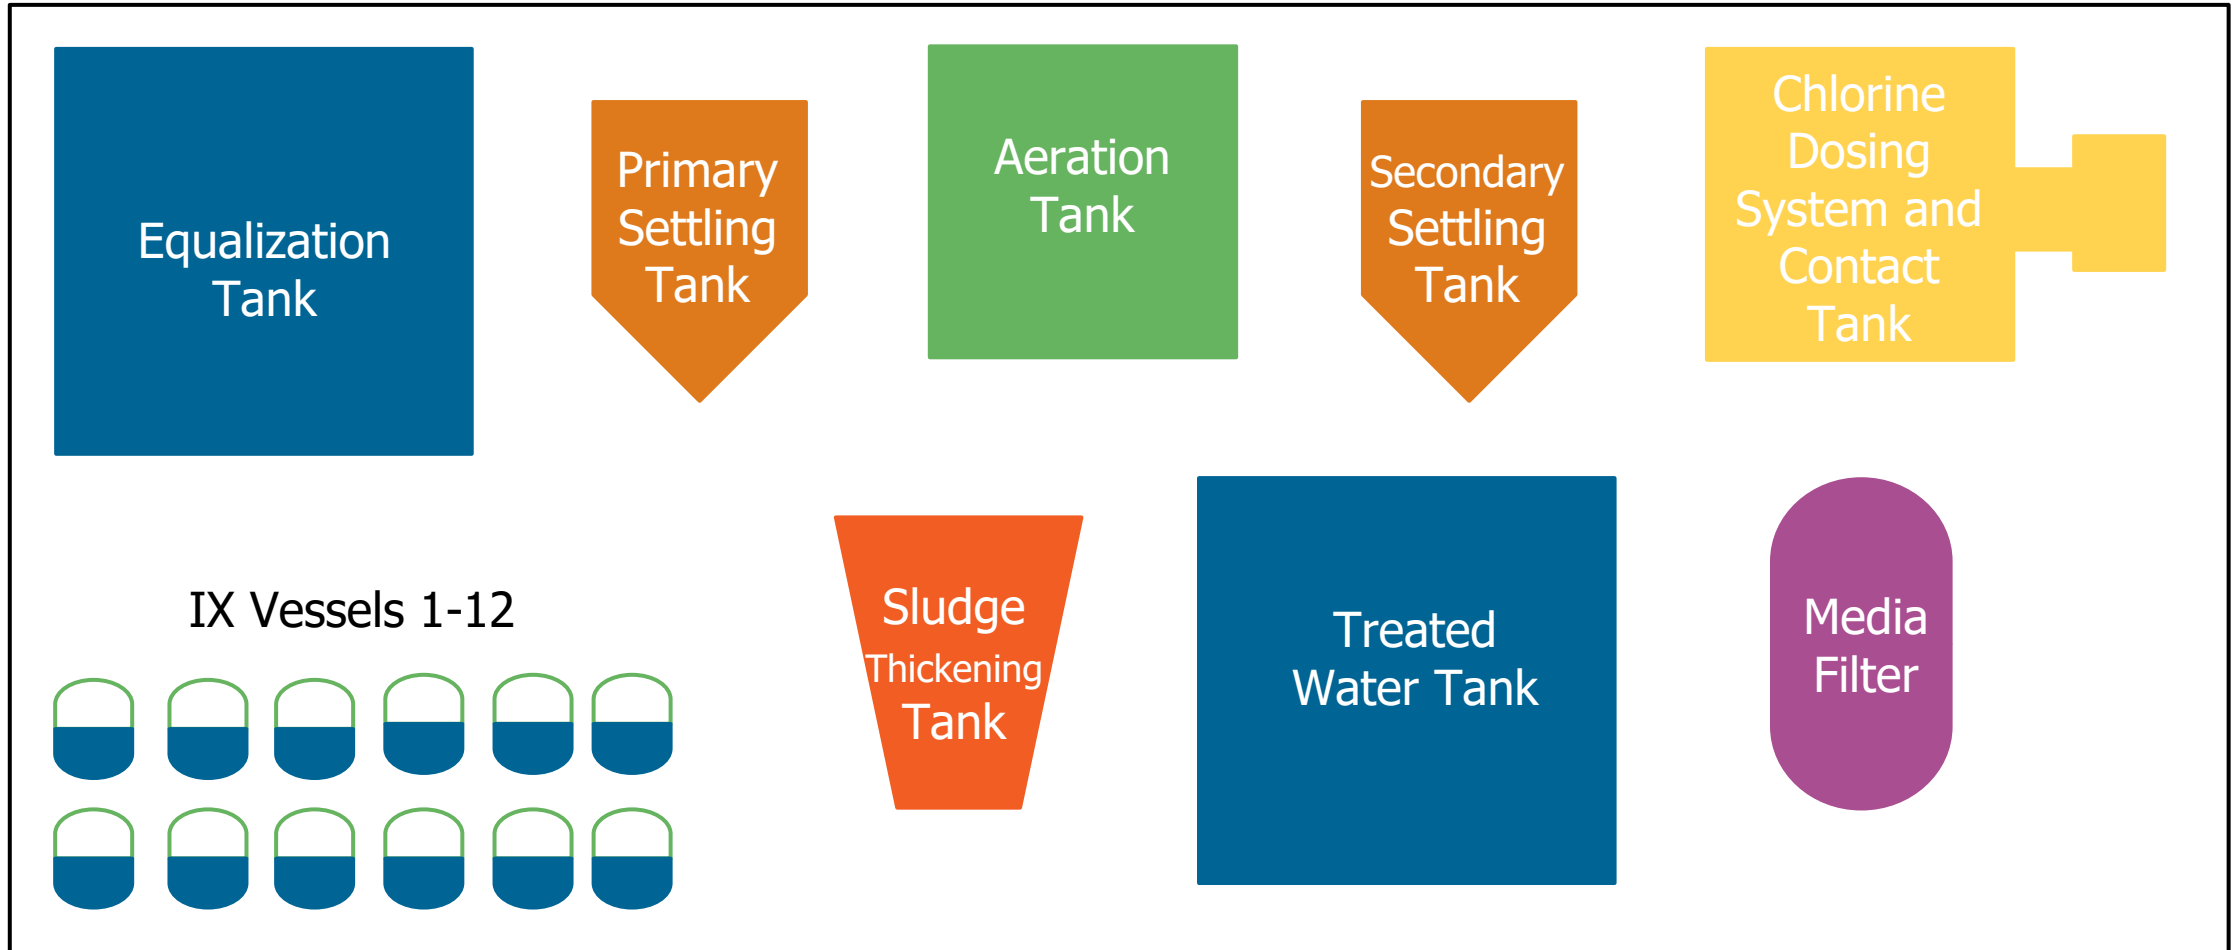 Equalization
Tank
Primary
Settling
Tank
Aeration
Tank
Secondary
Settling
Tank
Chlorine
Dosing
System and
Contact
Tank
IX Vessels 1-12
Sludge
Thickening
Tank
Treated
Water Tank
Media
Filter